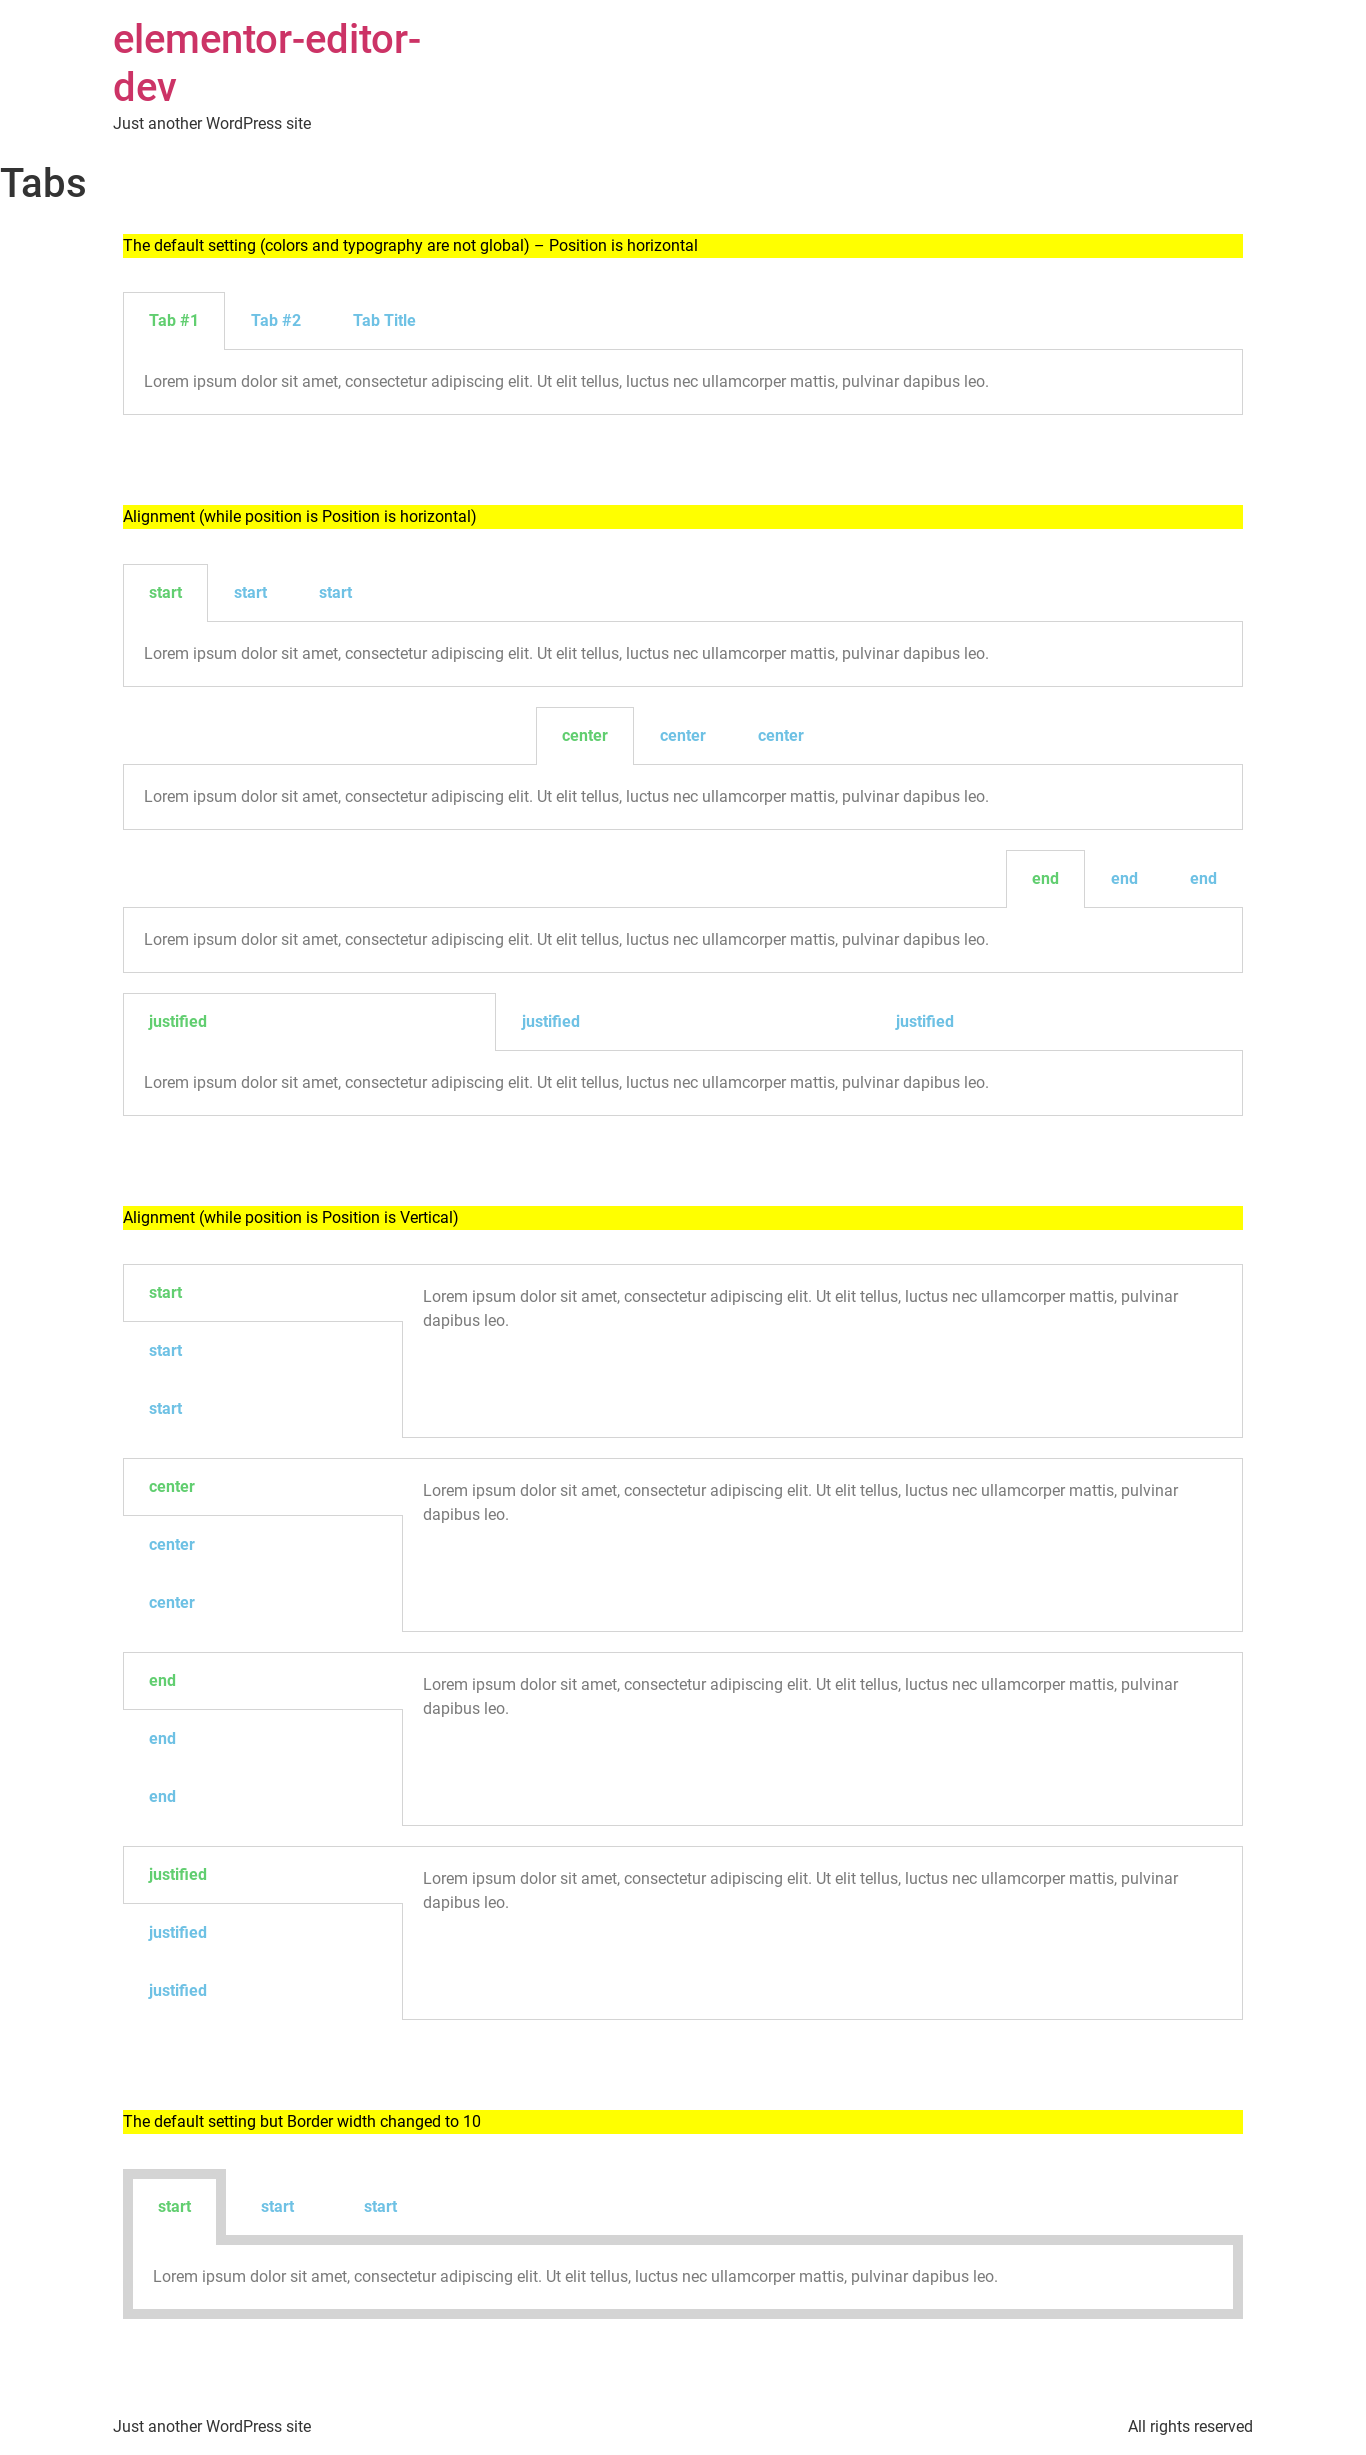 elementor-editor-
dev
Just another WordPress site
Tabs
The default setting (colors and typography are not global) – Position is horizontal
Tab #1 Tab #2 Tab Title
Lorem ipsum dolor sit amet, consectetur adipiscing elit. Ut elit tellus, luctus nec ullamcorper mattis, pulvinar dapibus leo.
Alignment (while position is Position is horizontal)
start start start
Lorem ipsum dolor sit amet, consectetur adipiscing elit. Ut elit tellus, luctus nec ullamcorper mattis, pulvinar dapibus leo.
center center center
Lorem ipsum dolor sit amet, consectetur adipiscing elit. Ut elit tellus, luctus nec ullamcorper mattis, pulvinar dapibus leo.
end end end
Lorem ipsum dolor sit amet, consectetur adipiscing elit. Ut elit tellus, luctus nec ullamcorper mattis, pulvinar dapibus leo.
justified justified justified
Lorem ipsum dolor sit amet, consectetur adipiscing elit. Ut elit tellus, luctus nec ullamcorper mattis, pulvinar dapibus leo.
Alignment (while position is Position is Vertical)
start
start
start
Lorem ipsum dolor sit amet, consectetur adipiscing elit. Ut elit tellus, luctus nec ullamcorper mattis, pulvinar
dapibus leo.
center
center
center
Lorem ipsum dolor sit amet, consectetur adipiscing elit. Ut elit tellus, luctus nec ullamcorper mattis, pulvinar
dapibus leo.
end
end
end
Lorem ipsum dolor sit amet, consectetur adipiscing elit. Ut elit tellus, luctus nec ullamcorper mattis, pulvinar
dapibus leo.
justified
justified
justified
Lorem ipsum dolor sit amet, consectetur adipiscing elit. Ut elit tellus, luctus nec ullamcorper mattis, pulvinar
dapibus leo.
The default setting but Border width changed to 10
start start start
Lorem ipsum dolor sit amet, consectetur adipiscing elit. Ut elit tellus, luctus nec ullamcorper mattis, pulvinar dapibus leo.
Just another WordPress site
All rights reserved